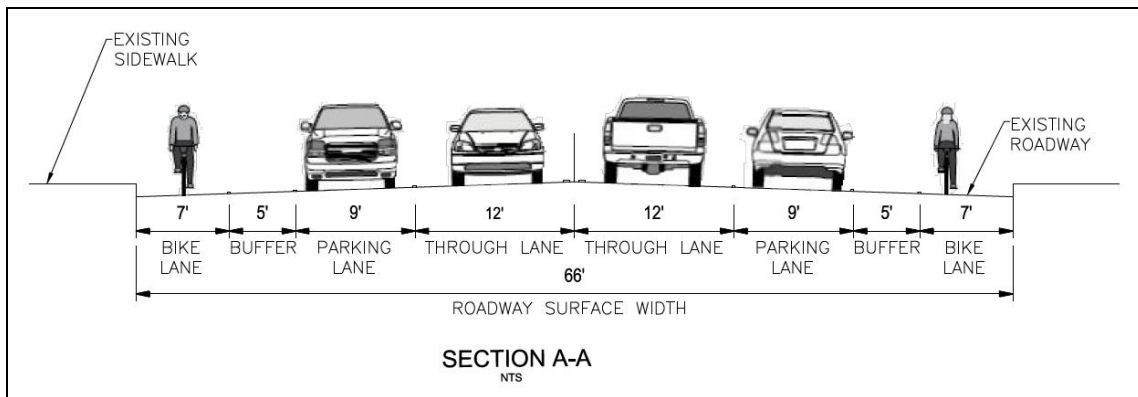 EXISTING
SIDEWALK
EXISTING
ROADWAY
7' 5' 9' 12' 12' 9' 5' 7'
BIKE
LANE
BUFFER
PARKING
LANE
THROUGH LANE
THROUGH LANE
PARKING
LANE
BUFFER
BIKE
LANE
66'
ROADWAY SURFACE WIDTH
SECTION A-A
NTS